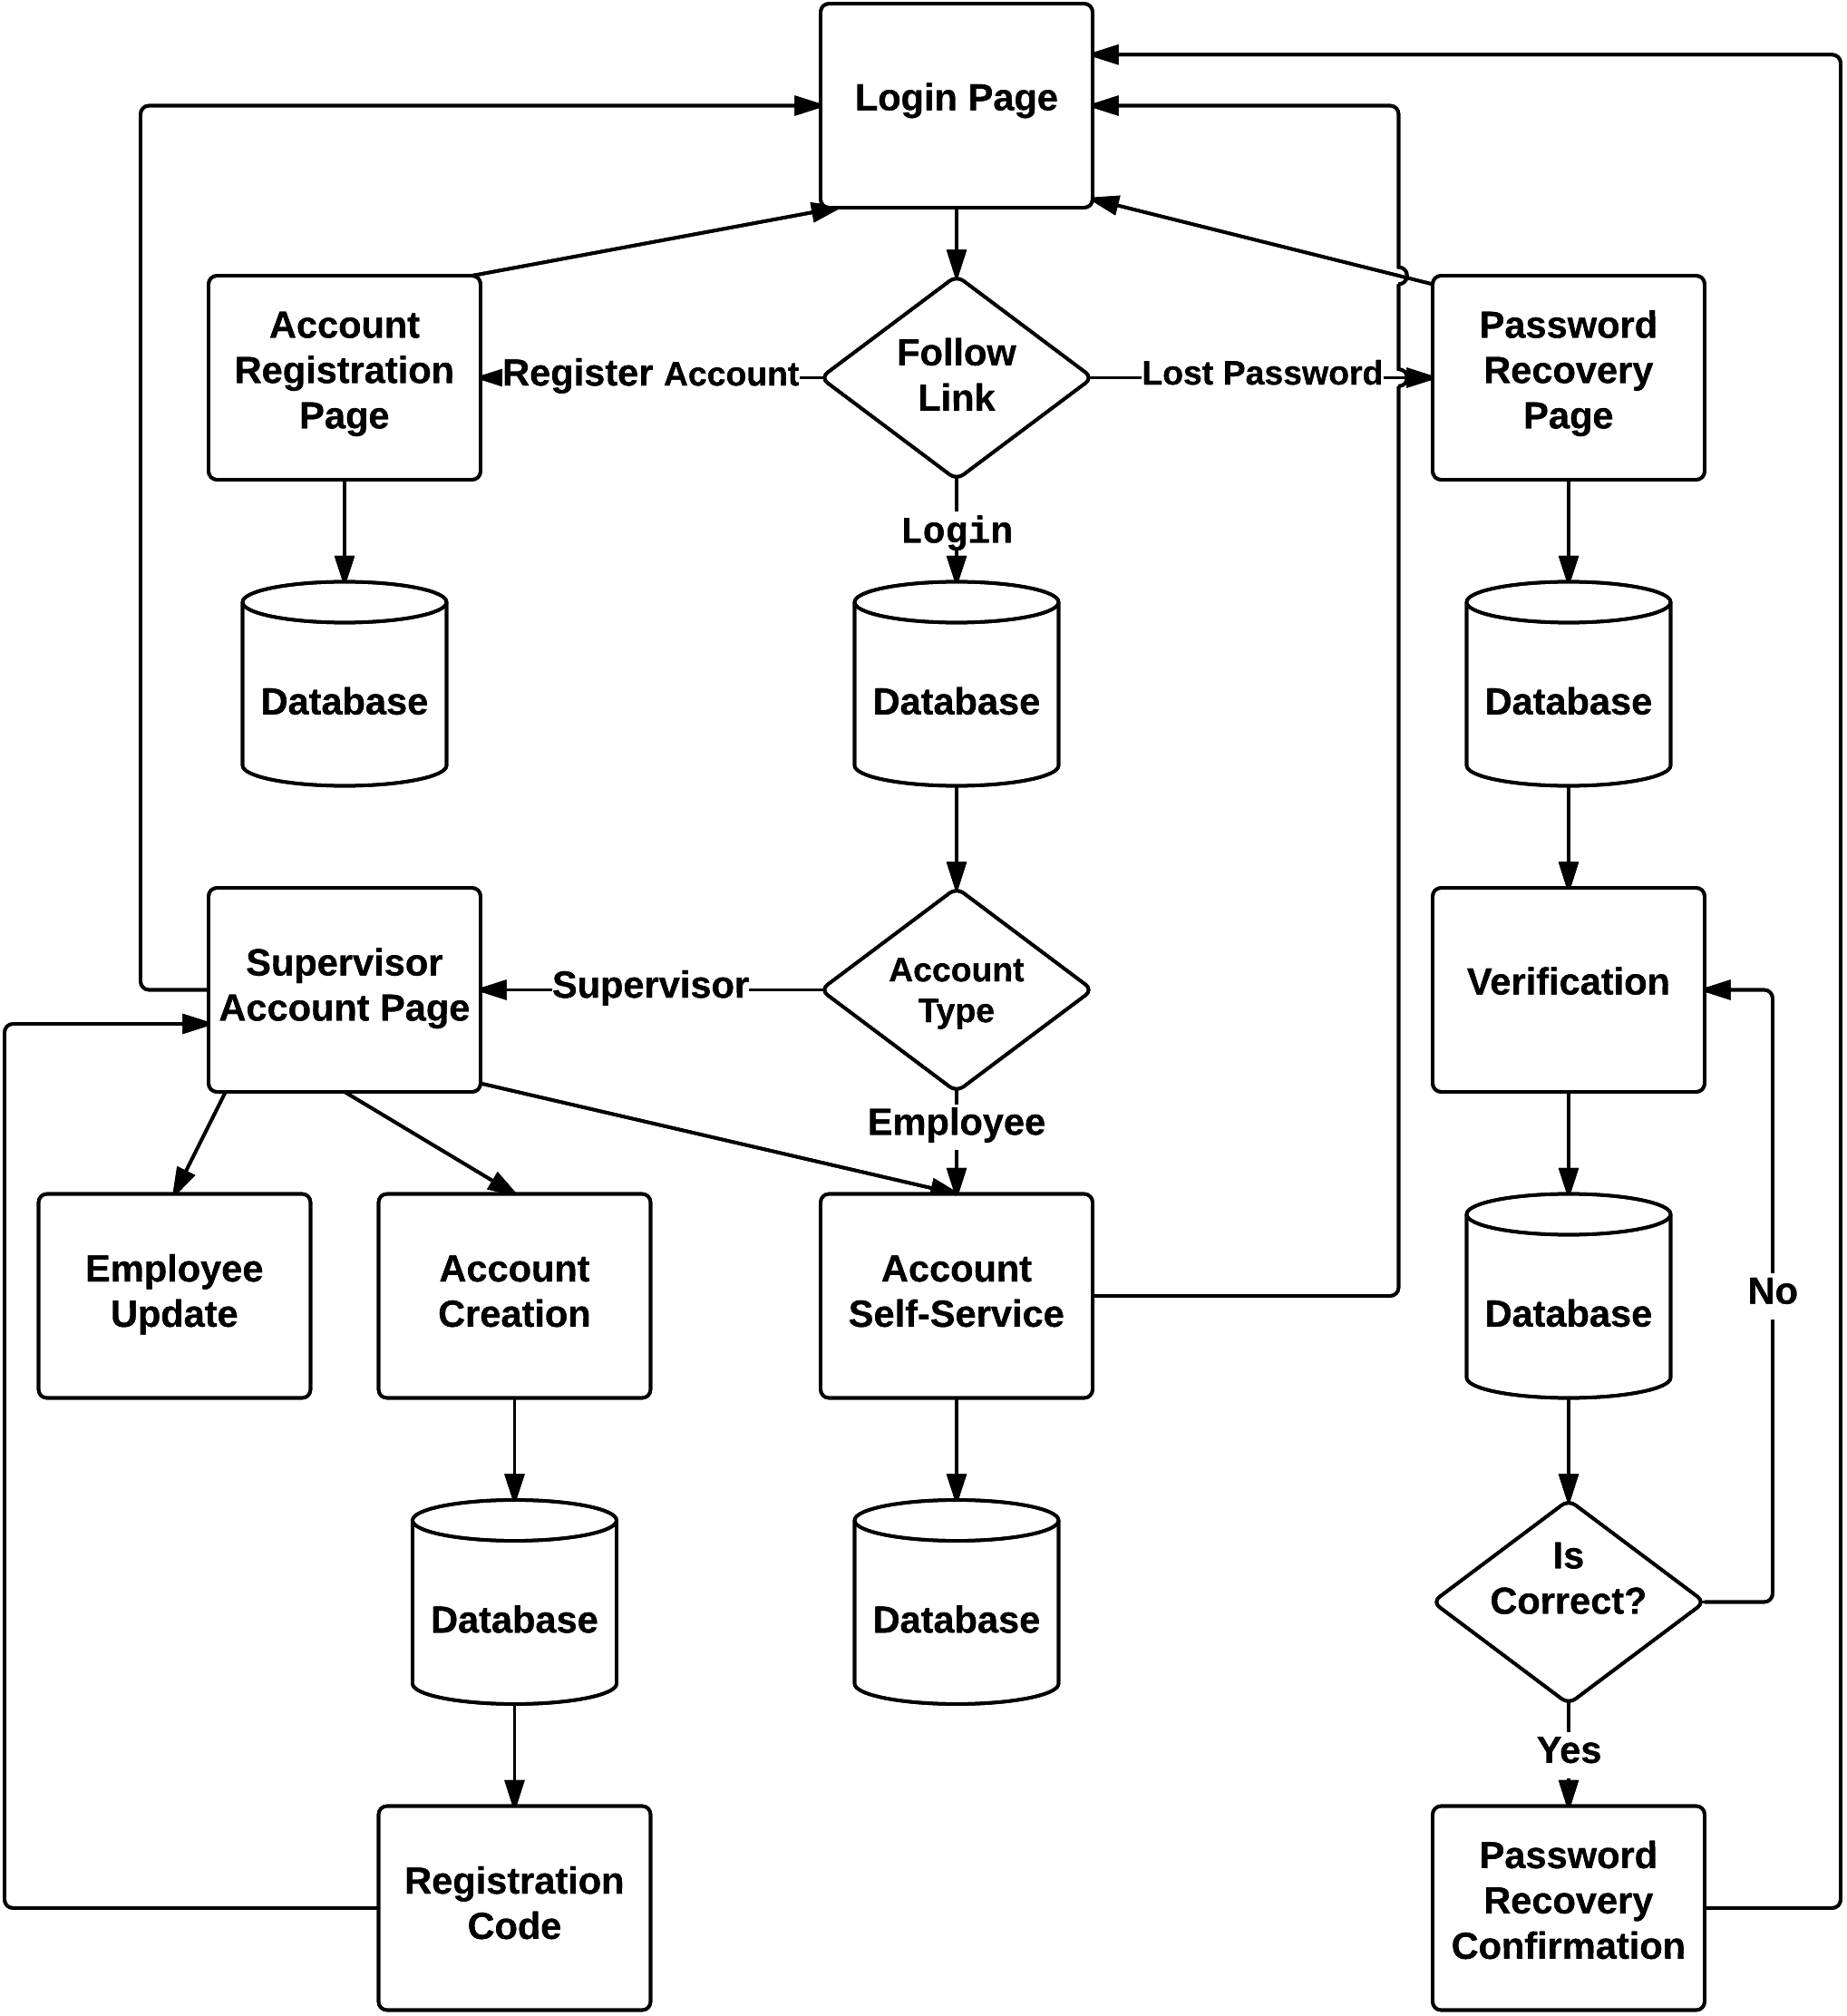 Login Page
Account
Registration
Page
Register Account
Follow
Link
Lost Password
Password
Recovery
Page
Login
Database
Database
Database
Supervisor
Account Page
Supervisor
Account
Type
Verification
Employee
Employee
Update
Account
Creation
Account
Self-Service
Database
No
Database
Database
Is
Correct?
Yes
Registration
Code
Password
Recovery
Confirmation